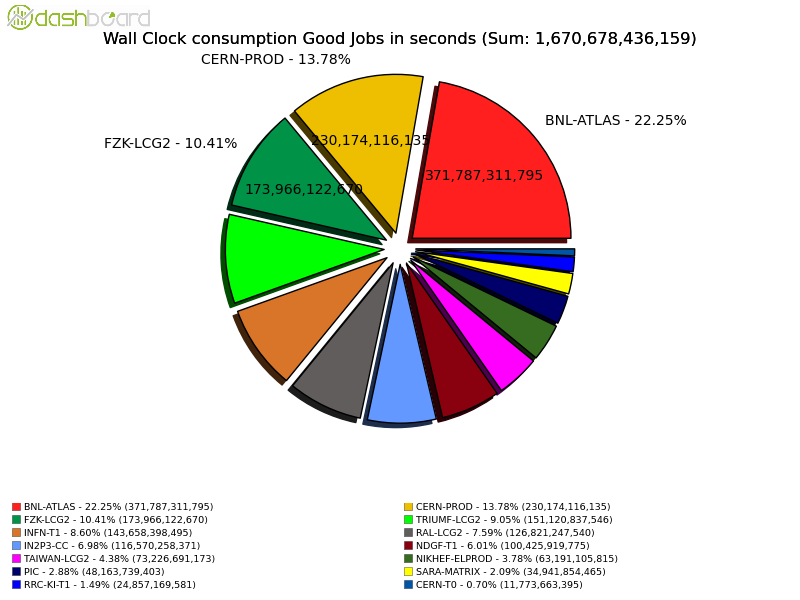 dashboard
Wall Clock consumption Good Jobs in seconds (Sum: 1,670,678,436,159)
CERN-PROD - 13.78%
BNL-ATLAS - 22.25%
FZK-LCG2 - 10.41%
230,174,116,135
371,787,311,795
173,966,122,670
BNL-ATLAS - 22.25% (371,787,311,795)
CERN-PROD - 13.78% (230,174,116,135)
FZK-LCG2 - 10.41% (173,966,122,670)
TRIUMF-LCG2 - 9.05% (151,120,837,546)
INFN-T1 - 8.60% (143,658,398,495)
RAL-LCG2 - 7.59% (126,821,247,540)
IN2P3-CC - 6.98% (116,570,258,371)
NDGF-T1 - 6.01% (100,425,919,775)
TAIWAN-LCG2 - 4.38% (73,226,691,173)
NIKHEF-ELPROD - 3.78% (63,191,105,815)
PIC - 2.88% (48,163,739,403)
SARA-MATRIX - 2.09% (34,941,854,465)
RRC-KI-T1 - 1.49% (24,857,169,581)
CERN-T0 - 0.70% (11,773,663,395)